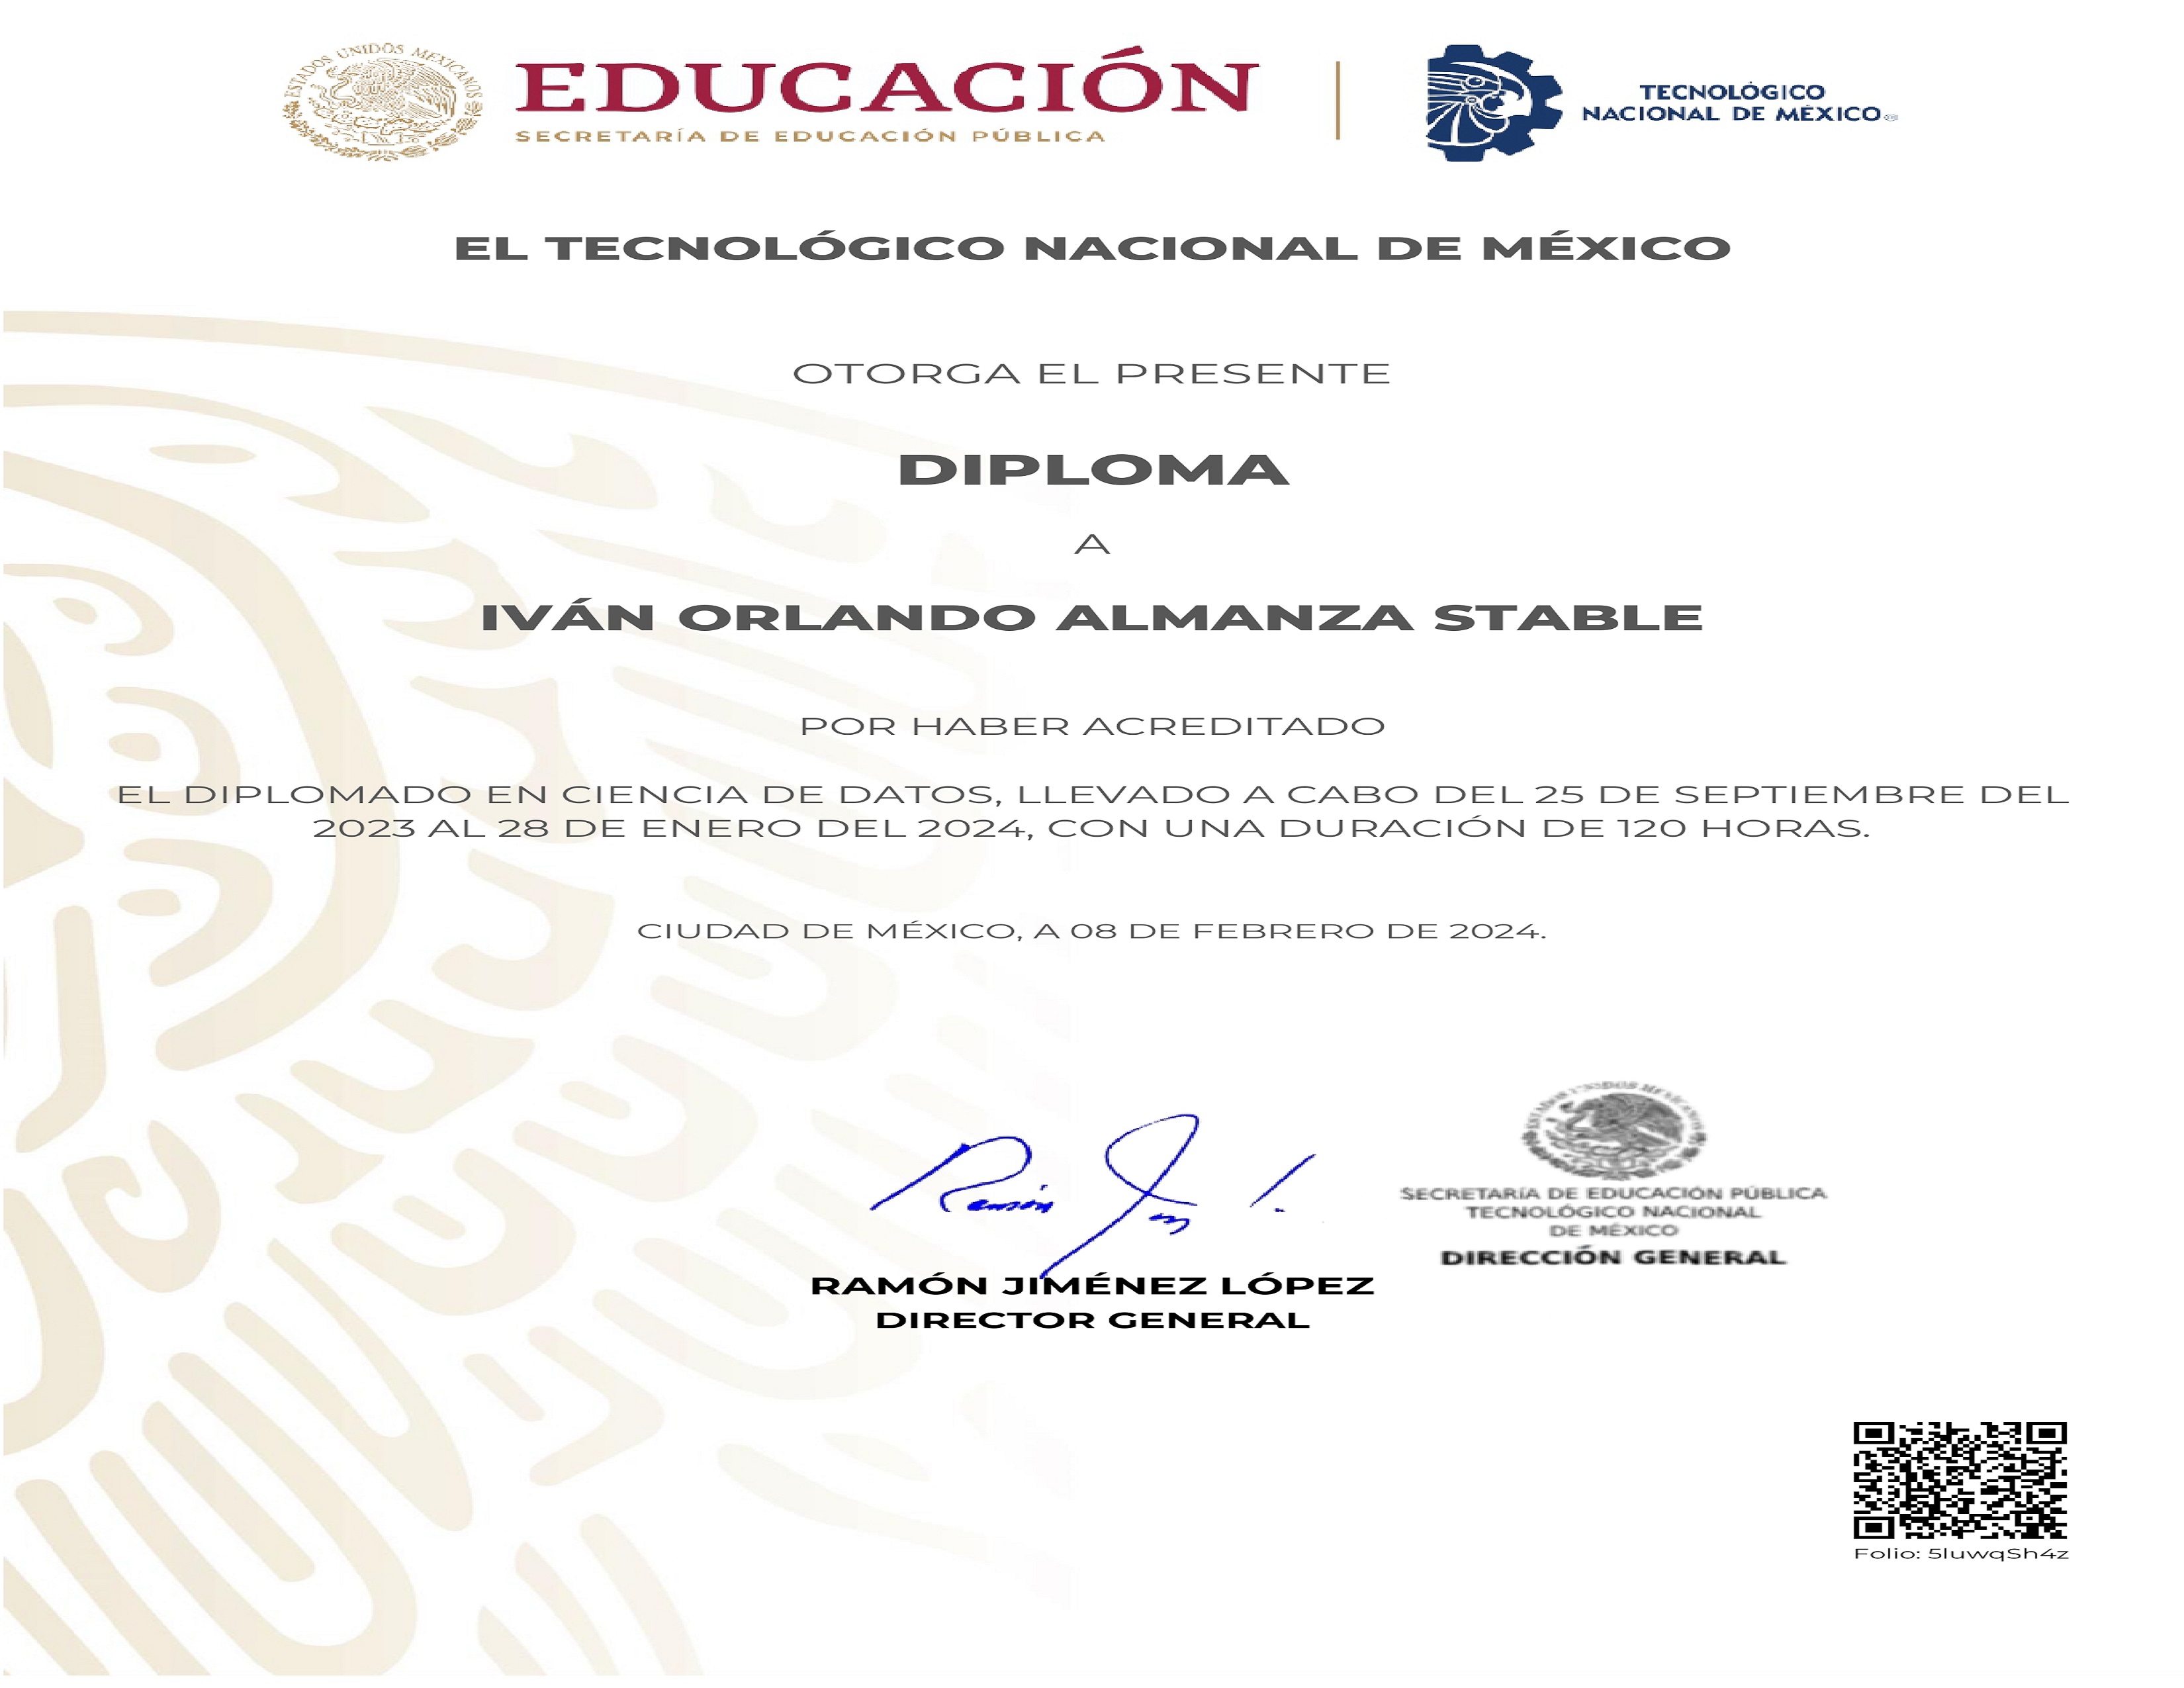 ESTADOS UNIDOS MEXICANOS
EDUCACIÓN
SECRETARÍA DE EDUCACIÓN PÚBLICA
TECNOLÓGICO
NACIONAL DE MÉXICO®
EL TECNOLÓGICO NACIONAL DE MÉXICO
OTORGA EL PRESENTE
DIPLOMA
A
IVÁN ORLANDO ALMANZA STABLE
POR HABER ACREDITADO
EL DIPLOMADO EN CIENCIA DE DATOS, LLEVADO A CABO DEL 25 DE SEPTIEMBRE DEL
2023 AL 28 DE ENERO DEL 2024, CON UNA DURACIÓN DE 120 HORAS.
CIUDAD DE MÉXICO, A 08 DE FEBRERO DE 2024.
ESTADOS UNIDOS MEXICANOS
SECRETARÍA DE EDUCACIÓN PÚBLICA
TECNOLÓGICO NACIONAL
DE MÉXICO
DIRECCIÓN GENERAL
Ramón
RAMÓN JIMÉNEZ LÓPEZ
DIRECTOR GENERAL
Folio: 5luwqSh4z